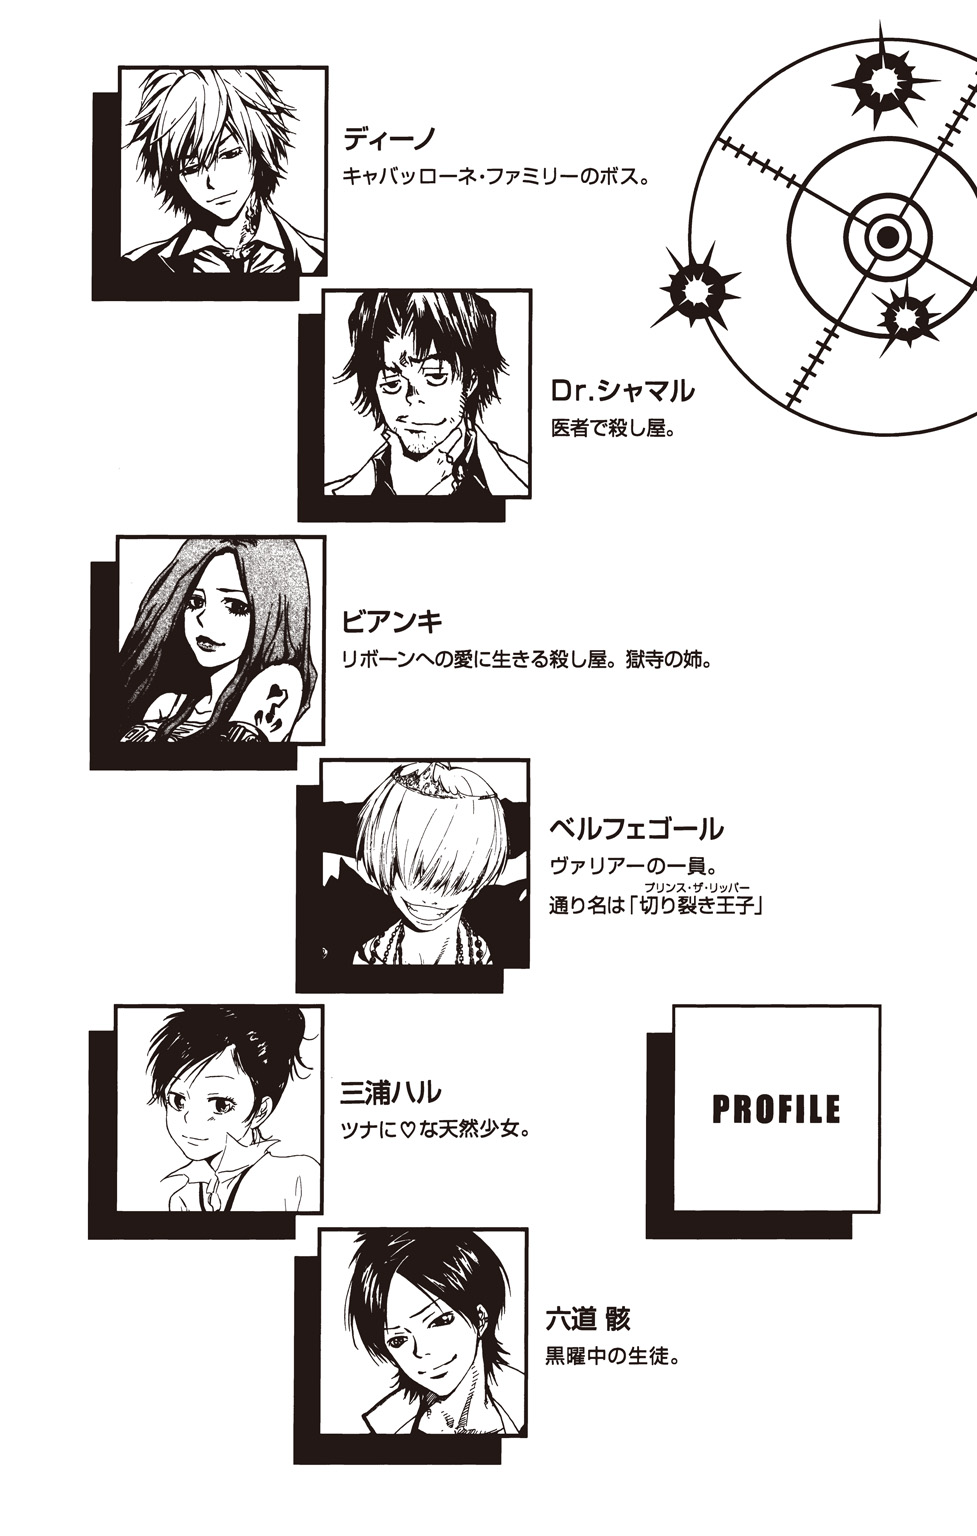 ディーノ
キャバッローネ・ファミリーのボス。
Dr.シャマル
医者で殺し屋。
ビアンキ
リボーンへの愛に生きる殺し屋。獄寺の姉。
ベルフェゴール
ヴァリアーの一員。
プリンス・ザ・リッパー
通り名は「切り裂き王子」
三浦ハル
ツナに♡な天然少女。
PROFILE
六道 骸
黒曜中の生徒。